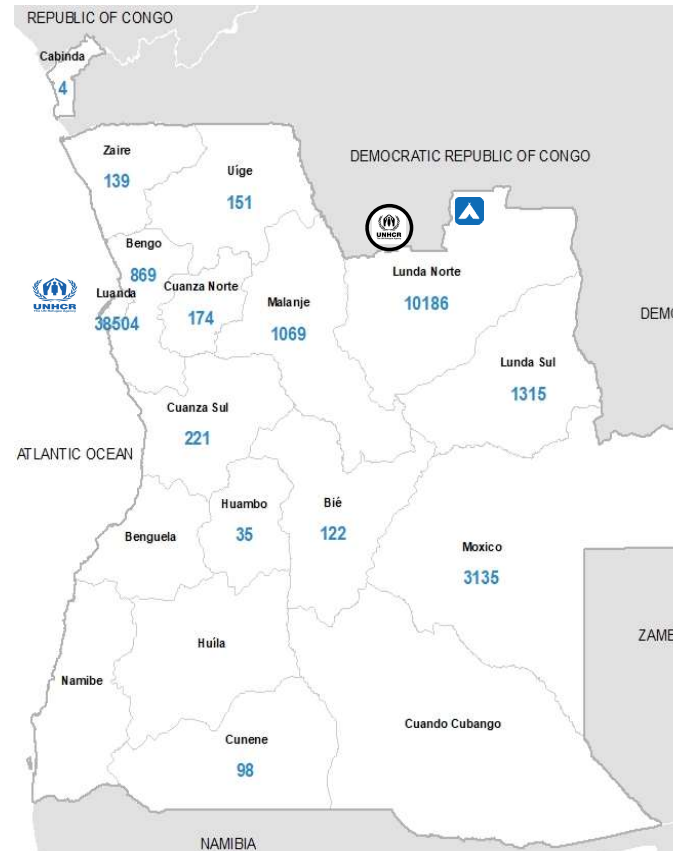 REPUBLIC OF CONGO
Cabinda
4
Zaire
139
Uíge
151
DEMOCRATIC REPUBLIC OF CONGO
UNHCR
Bengo
869
Cuanza Norte
174
Malanje
1069
Lunda Norte
10186
UNHCR
Luanda
38504
DEMO
Lunda Sul
1315
Cuanza Sul
221
ATLANTIC OCEAN
Huambo
35
Bié
122
Benguela
Moxico
3135
ZAMB
Huíla
Namibe
Cuando Cubango
Cunene
98
NAMIBIA